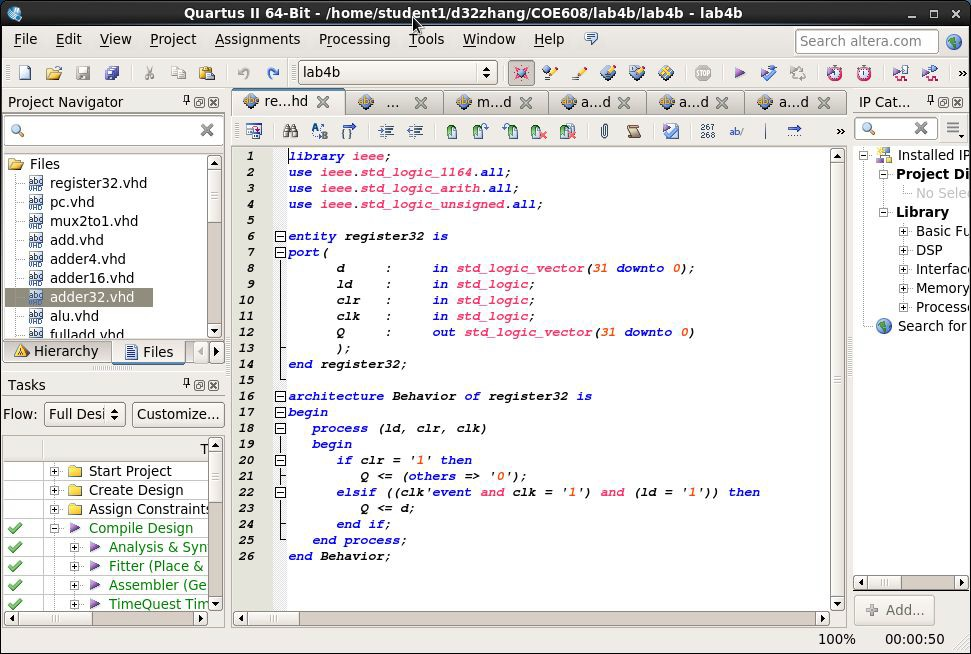 Quartus II 64-Bit - /home/student1/d32zhang/COE608/lab4b/lab4b - lab4b
File Edit View Project Assignments Processing Tools Window Help
Search altera.com
lab4b
STOP
»
Project Navigator
re...hd
...
m...d
a...d
a...d
a...d
IP Cat...
267
268
ab/
»
Files
register32.vhd
pc.vhd
mux2to1.vhd
add.vhd
adder4.vhd
adder16.vhd
adder32.vhd
alu.vhd
fulladd.vhd
Hierarchy
Files
Tasks
Flow: Full Desi Customize...
T
Start Project
Create Design
Assign Constraints
Compile Design
Analysis & Syn
Fitter (Place &
Assembler (Ge
TimeQuest Tim
1 library ieee;
2 use ieee.std_logic_1164.all;
3 use ieee.std_logic_arith.all;
4 use ieee.std_logic_unsigned.all;
5
6 entity register32 is
7 port(
8 d : in std_logic_vector(31 downto 0);
9 ld : in std_logic;
10 clr : in std_logic;
11 clk : in std_logic;
12 Q : out std_logic_vector(31 downto 0)
13 );
14 end register32;
15
16 architecture Behavior of register32 is
17 begin
18 process (ld, clr, clk)
19 begin
20 if clr = '1' then
21 Q <= (others => '0');
22 elsif ((clk'event and clk = '1') and (ld = '1')) then
23 Q <= d;
24 end if;
25 end process;
26 end Behavior;
Installed IP
Project Di
No Selec
Library
Basic Fu
DSP
Interfac
Memory
Process
Search for
Add...
100% 00:00:50